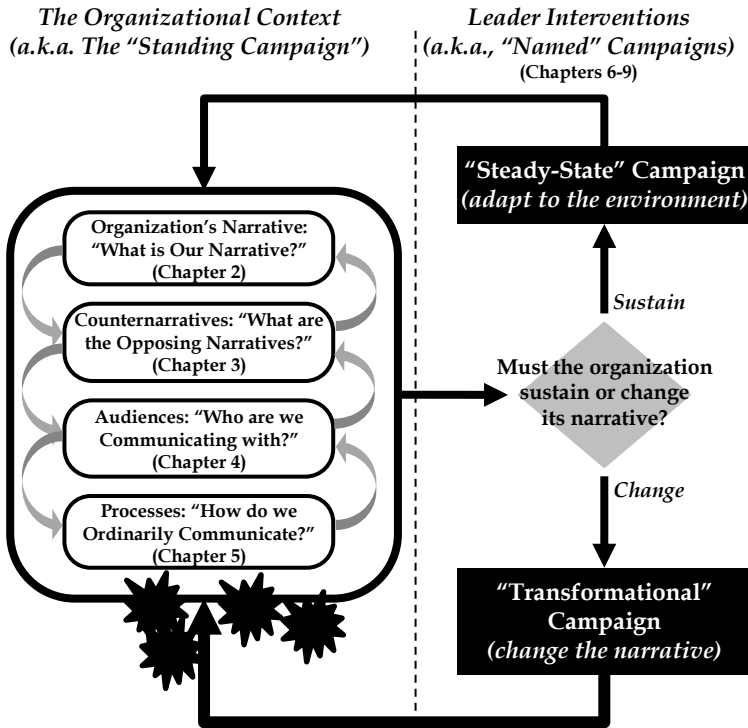 The Organizational Context
(a.k.a. The “Standing Campaign”)
Leader Interventions
(a.k.a., “Named” Campaigns)
(Chapters 6-9)
Organization’s Narrative:
“What is Our Narrative?”
(Chapter 2)
Counternarratives: “What are
the Opposing Narratives?”
(Chapter 3)
Audiences: “Who are we
Communicating with?”
(Chapter 4)
Processes: “How do we
Ordinarily Communicate?”
(Chapter 5)
“Steady-State” Campaign
(adapt to the environment)
Sustain
Must the organization
sustain or change
its narrative?
Change
“Transformational”
Campaign
(change the narrative)